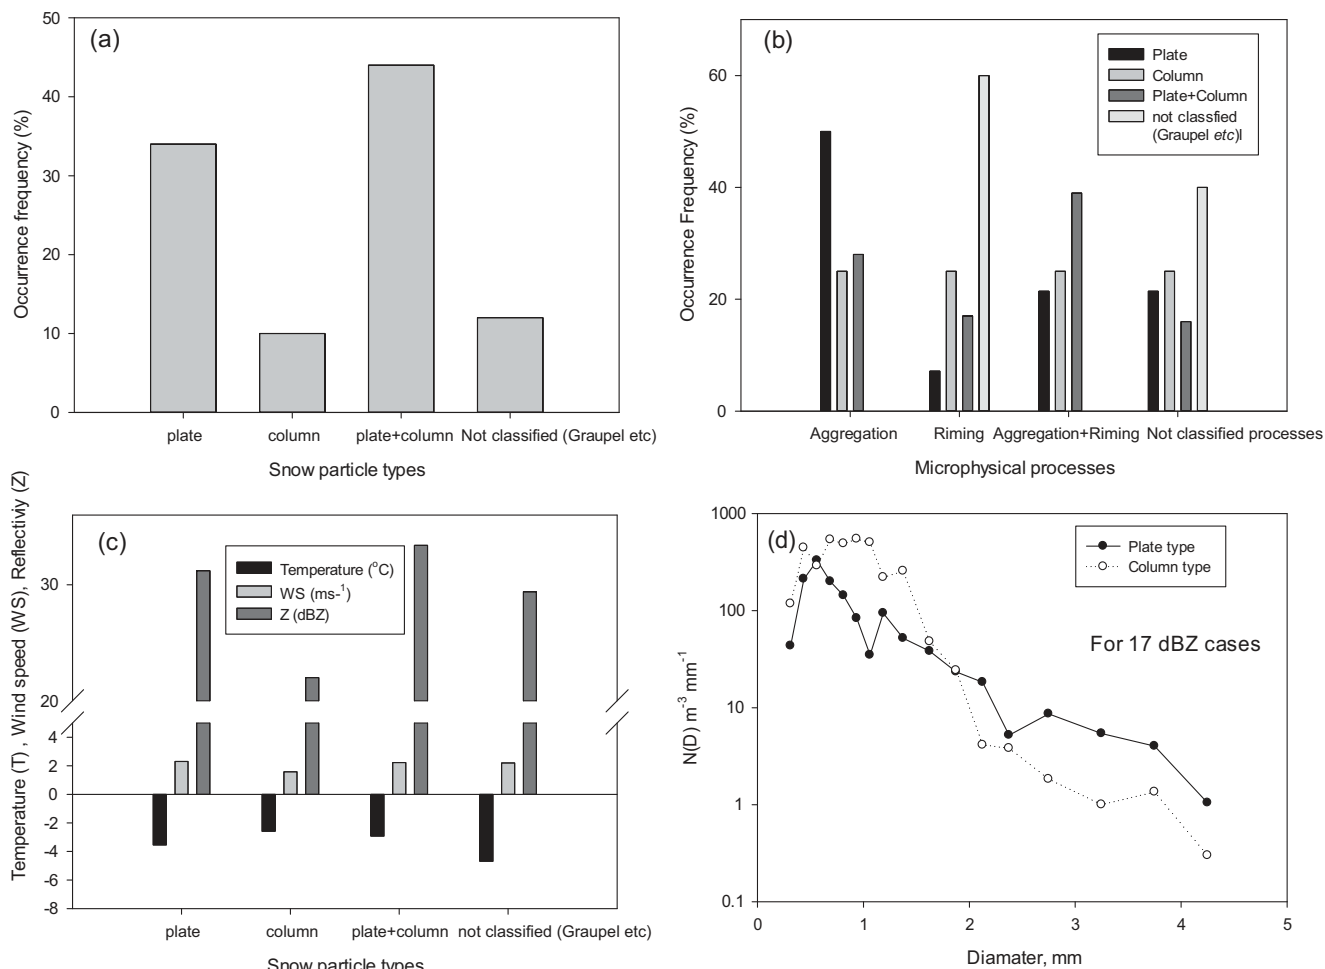 (a)
50
40
30
20
10
0
Occurrence frequency (%)
plate
column
plate+column
Not classified (Graupel etc)
Snow particle types
(b)
Plate
Column
Plate+Column
not classfied
(Graupel etc)l
60
40
20
0
Occurrence Frequency (%)
Aggregation
Riming
Aggregation+Riming
Not classified processes
Microphysical processes
(c)
Temperature (°C)
WS (ms-1)
Z (dBZ)
30
20
4
2
0
-2
-4
-6
-8
Temperature (T) , Wind speed (WS), Reflectiviy (Z)
plate
column
plate+column
not classified (Graupel etc)
Snow particle types
(d)
Plate type
Column type
For 17 dBZ cases
1000
100
10
1
0.1
N(D) m-3 mm-1
0
1
2
3
4
5
Diamater, mm